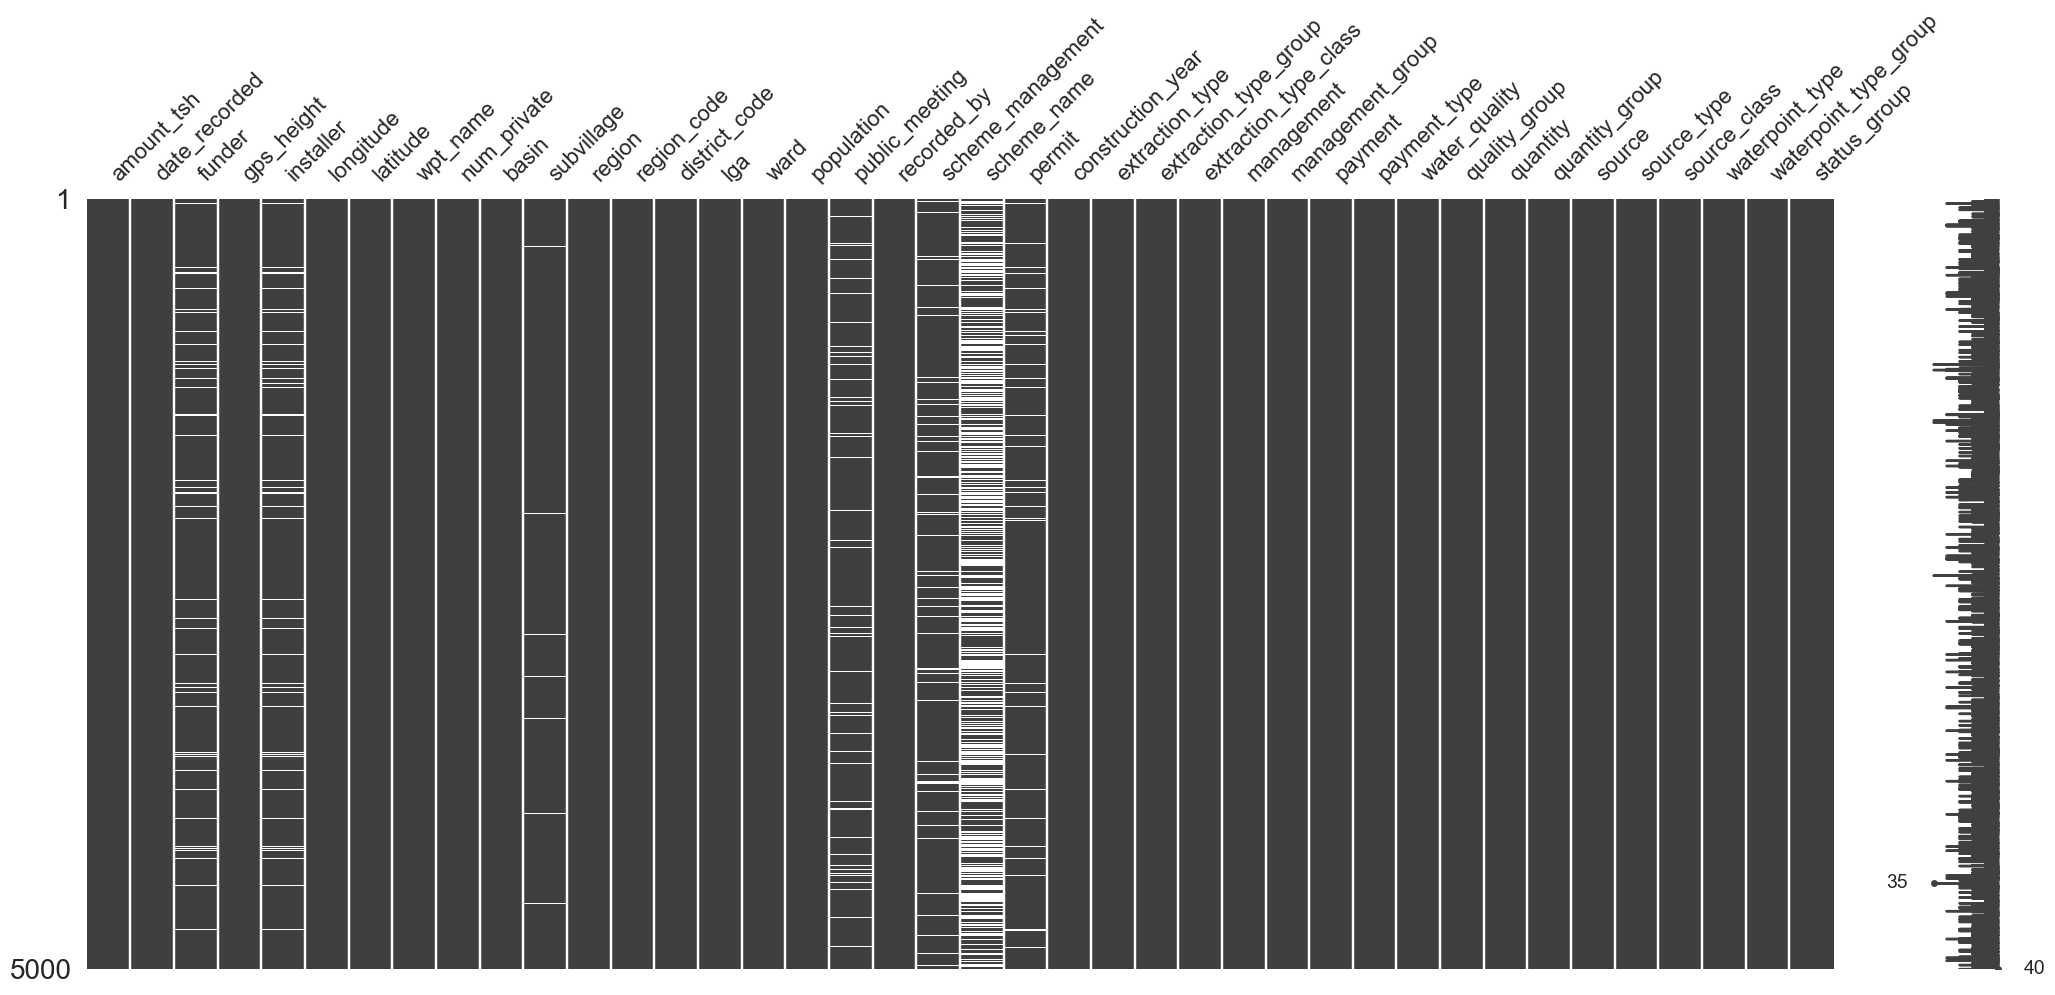 amount_tsh
date_recorded
funder
gps_height
installer
longitude
latitude
wpt_name
num_private
basin
subvillage
region
region_code
district_code
lga
ward
population
public_meeting
recorded_by
scheme_management
scheme_name
permit
construction_year
extraction_type
extraction_type_group
extraction_type_class
management
management_group
payment
payment_type
water_quality
quality_group
quantity
quantity_group
source
source_type
source_class
waterpoint_type
waterpoint_type_group
status_group
1
35
5000
40